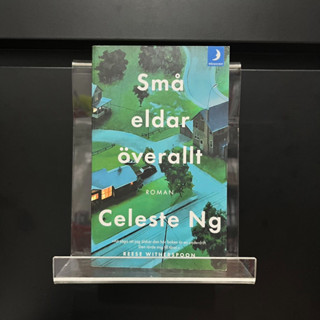 Små
eldar
överallt
ROMAN
Celeste Ng
REESE WITHERSPOON